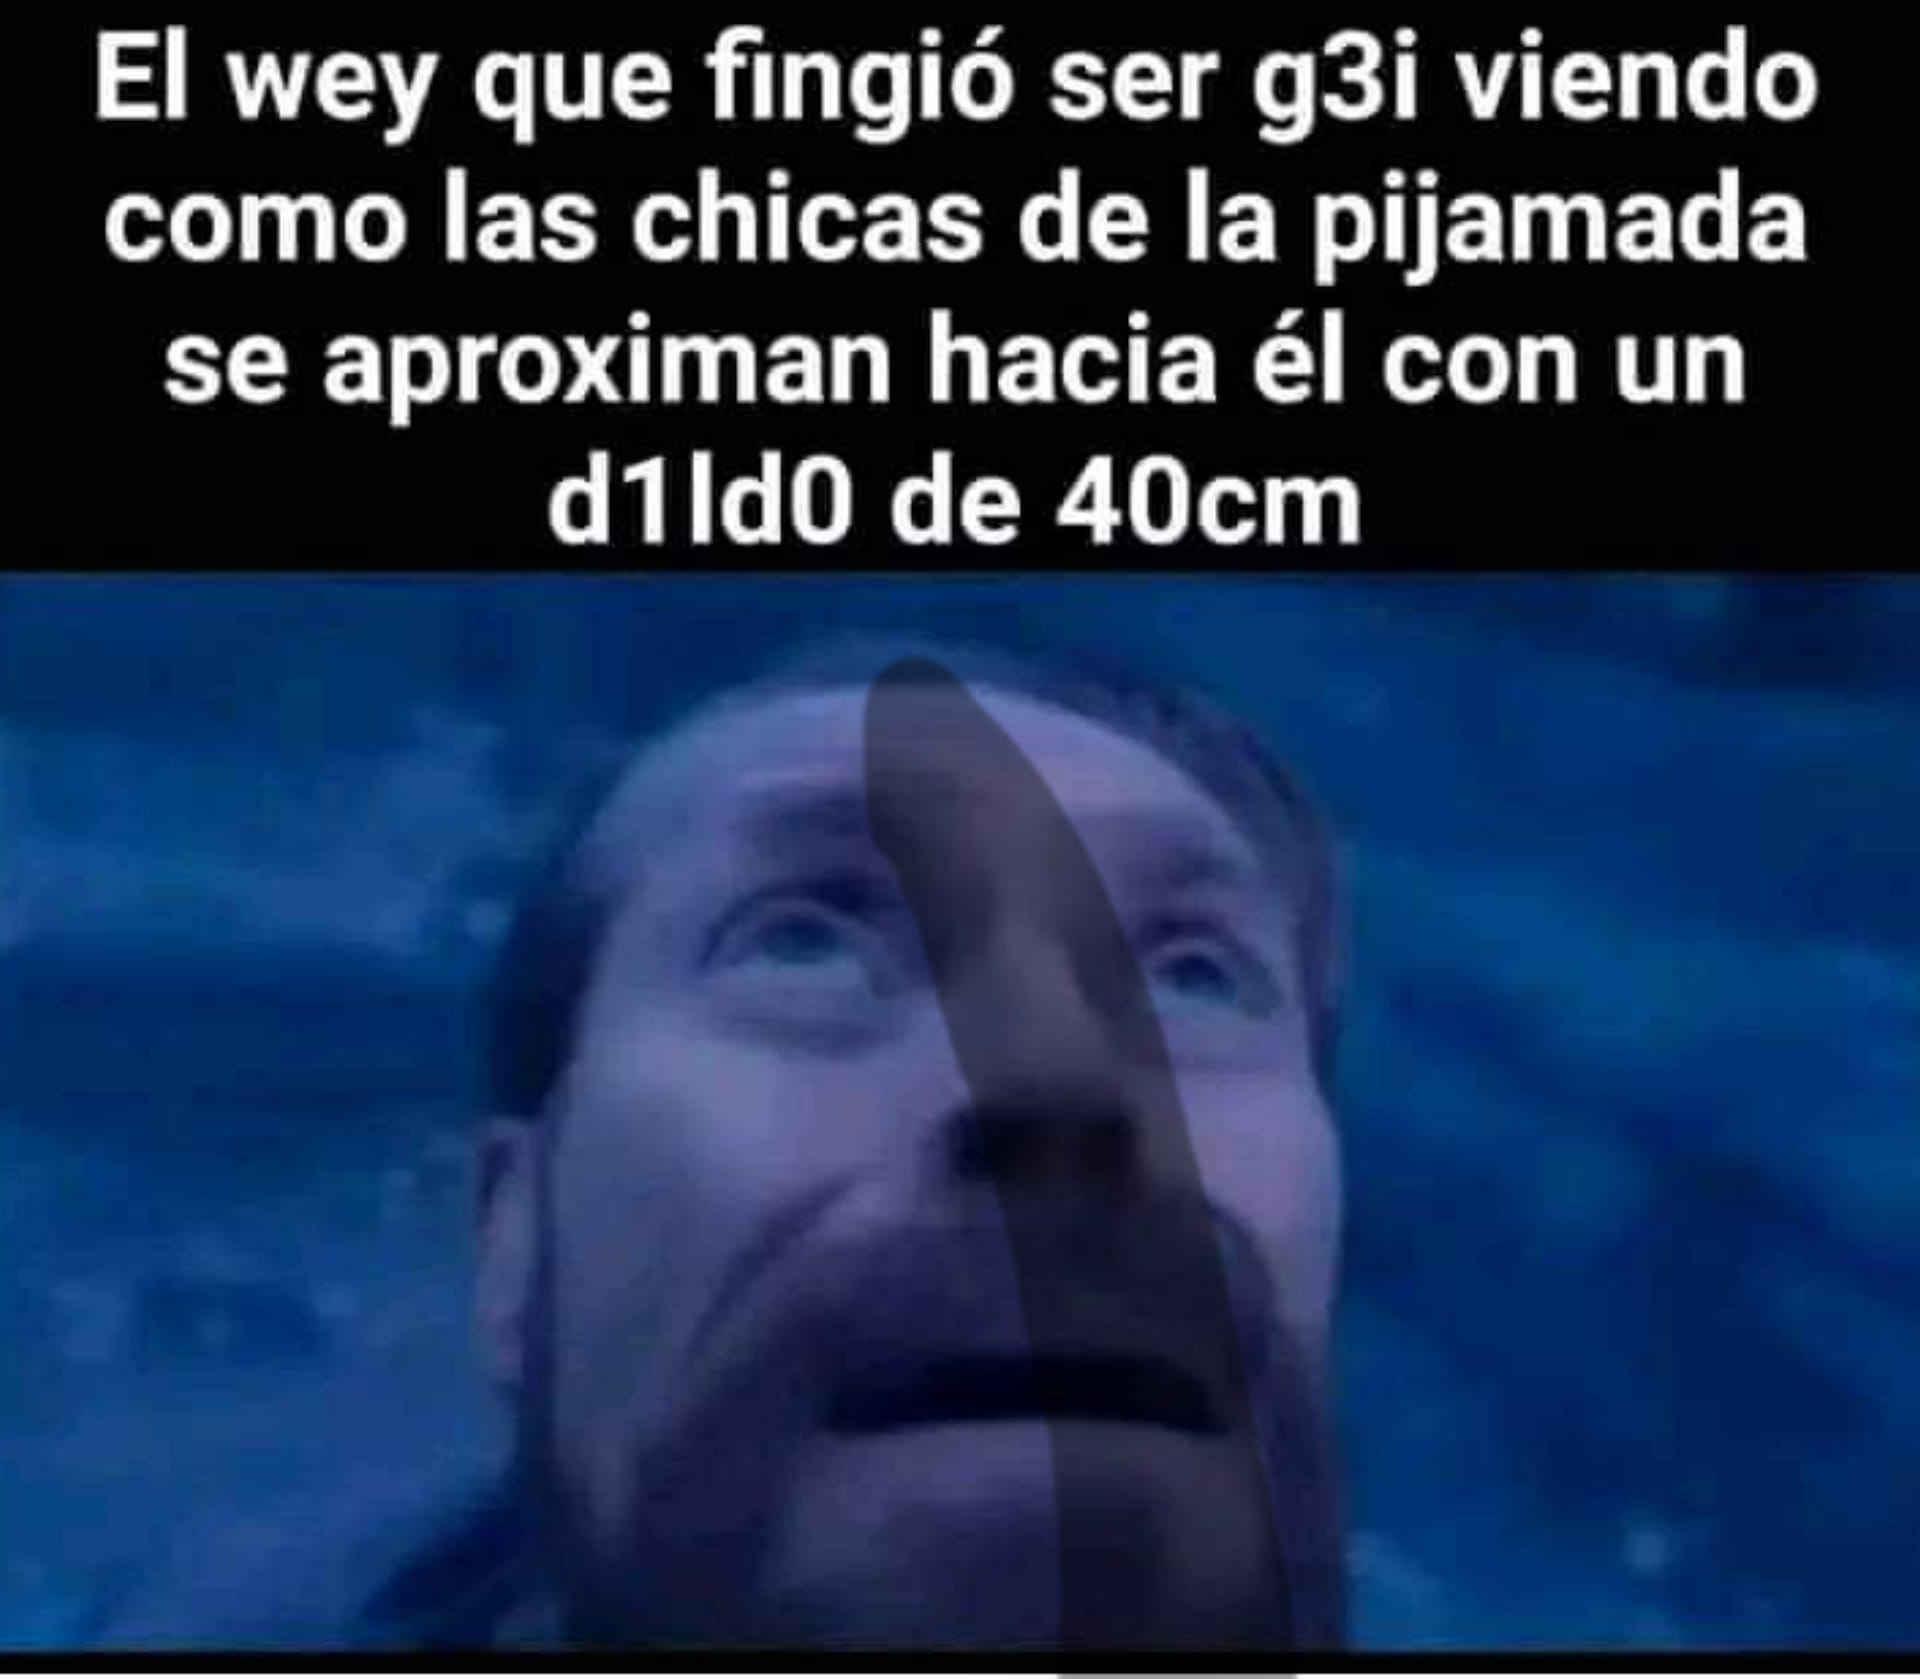 El wey que fingió ser g3i viendo
como las chicas de la pijamada
se aproximan hacia él con un
d1ld0 de 40cm